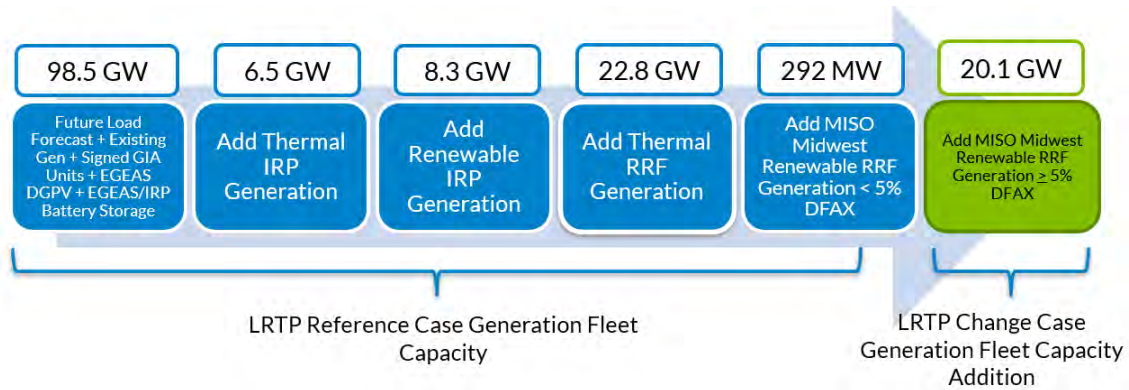 98.5 GW
6.5 GW
8.3 GW
22.8 GW
292 MW
20.1 GW
Future Load
Forecast + Existing
Gen + Signed GIA
Units + EGEAS
DGPV + EGEAS/IRP
Battery Storage
Add Thermal
IRP
Generation
Add
Renewable
IRP
Generation
Add Thermal
RRF
Generation
Add MISO
Midwest
Renewable RRF
Generation < 5%
DFAX
Add MISO Midwest
Renewable RRF
Generation ≥ 5%
DFAX
LRTP Reference Case Generation Fleet
Capacity
LRTP Change Case
Generation Fleet Capacity
Addition